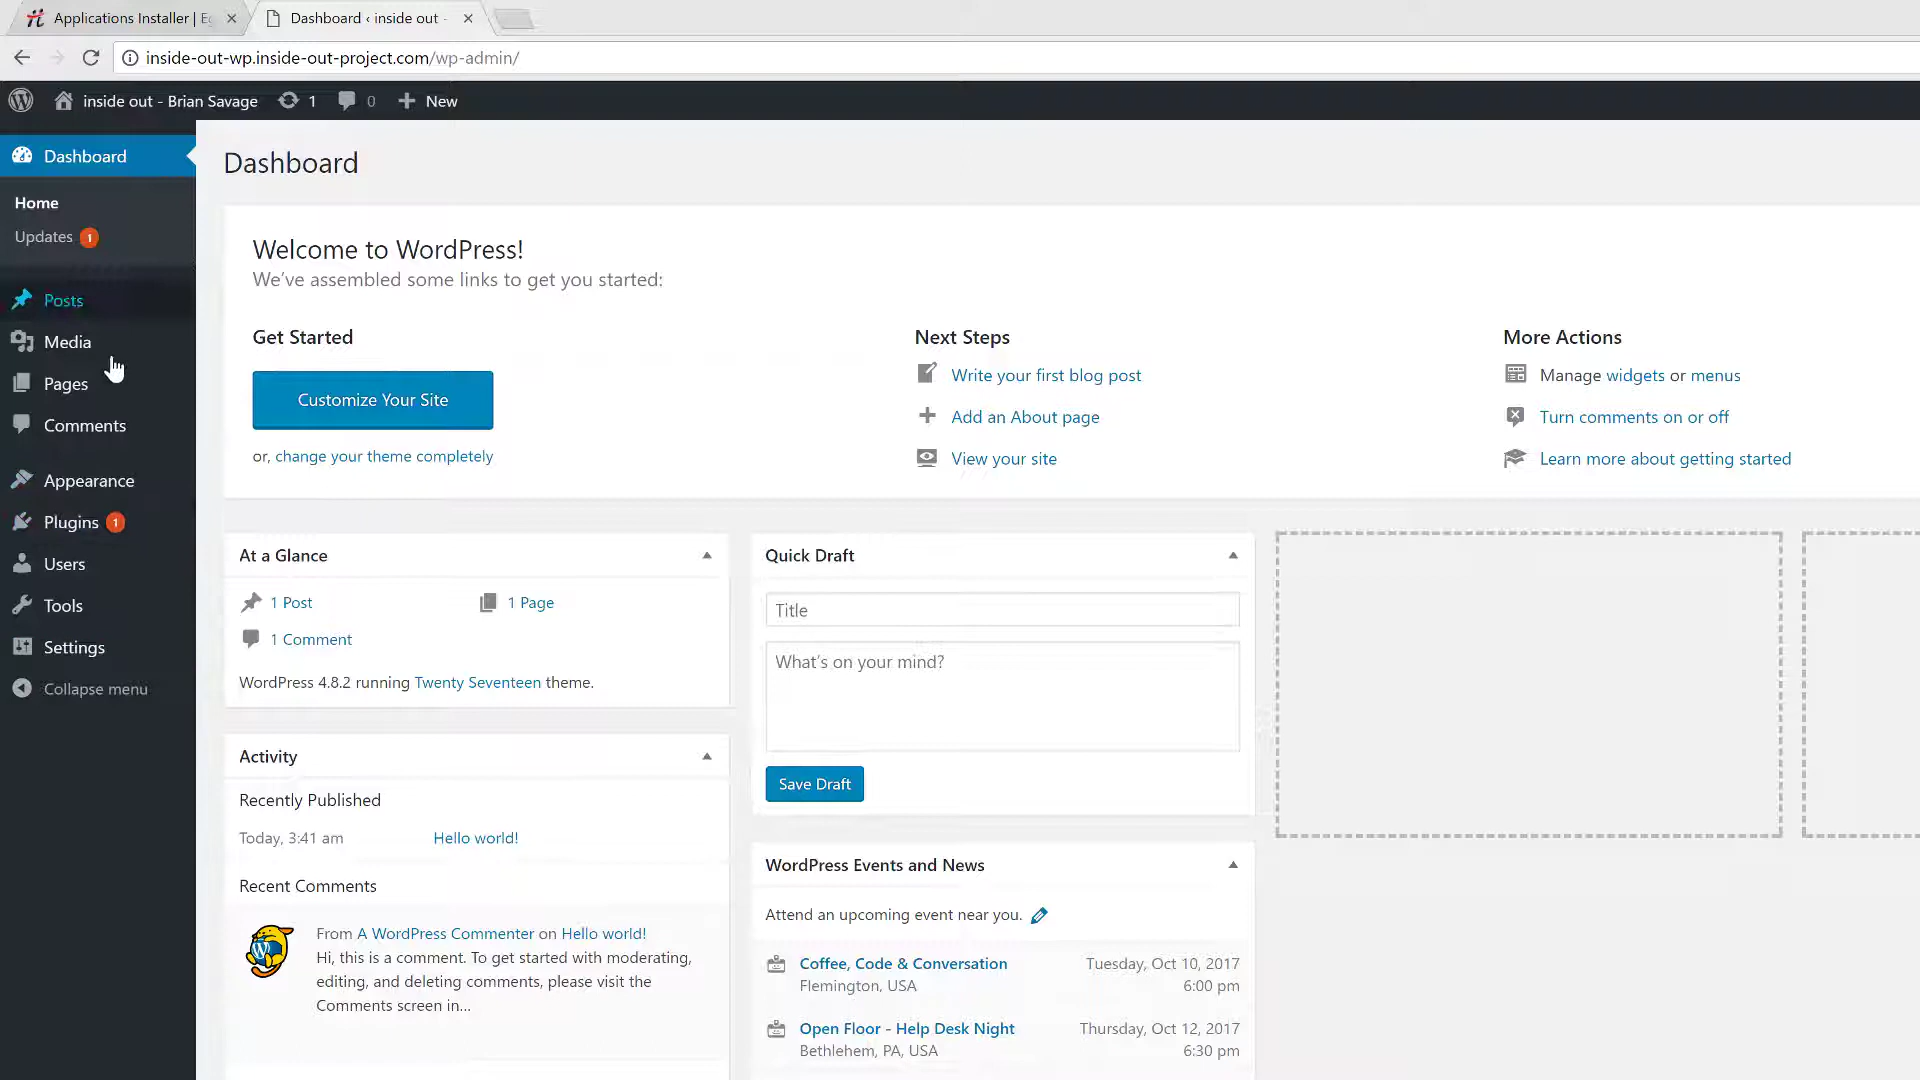 Applications Installer | Eg
Dashboard ‹ inside out -
inside-out-wp.inside-out-project.com/wp-admin/
inside out - Brian Savage
1
0
New
Dashboard
Home
Updates 1
Posts
Media
Pages
Comments
Appearance
Plugins 1
Users
Tools
Settings
Collapse menu
Dashboard
Welcome to WordPress!
We've assembled some links to get you started:
Get Started
Customize Your Site
or, change your theme completely
Next Steps
Write your first blog post
Add an About page
View your site
More Actions
Manage widgets or menus
Turn comments on or off
Learn more about getting started
At a Glance
1 Post
1 Page
1 Comment
WordPress 4.8.2 running Twenty Seventeen theme.
Activity
Recently Published
Today, 3:41 am
Hello world!
Recent Comments
From A WordPress Commenter on Hello world!
Hi, this is a comment. To get started with moderating,
editing, and deleting comments, please visit the
Comments screen in...
Quick Draft
Title
What's on your mind?
Save Draft
WordPress Events and News
Attend an upcoming event near you.
Coffee, Code & Conversation
Tuesday, Oct 10, 2017
Flemington, USA
6:00 pm
Open Floor - Help Desk Night
Thursday, Oct 12, 2017
Bethlehem, PA, USA
6:30 pm